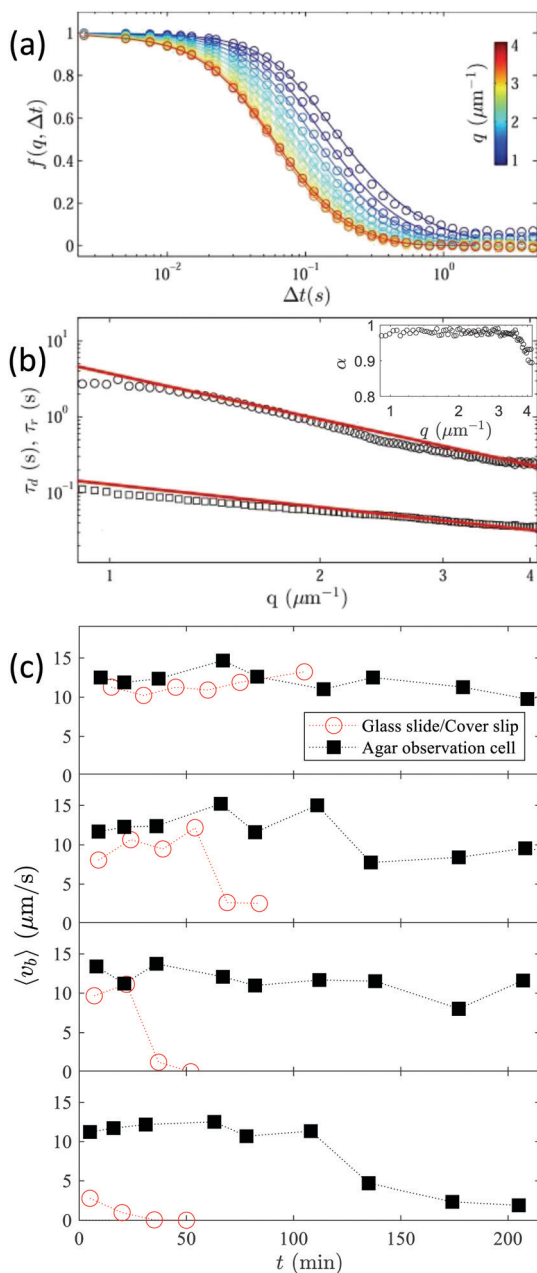 (a)
1
0.8
0.6
0.4
0.2
0
f(q, Δt)
10⁻² 10⁻¹ 10⁰
Δt(s)
q (μm⁻¹)
4
3
2
1
(b)
10¹
10⁰
10⁻¹
τ_d (s), τ_r (s)
1
0.9
0.8
α
1 2 3 4
q (μm⁻¹)
1 2 3 4
q (μm⁻¹)
(c)
15
10
5
0
Glass slide/Cover slip
Agar observation cell
15
10
5
0
15
10
5
0
15
10
5
0
⟨v_b⟩ (μm/s)
0 50 100 150 200
t (min)